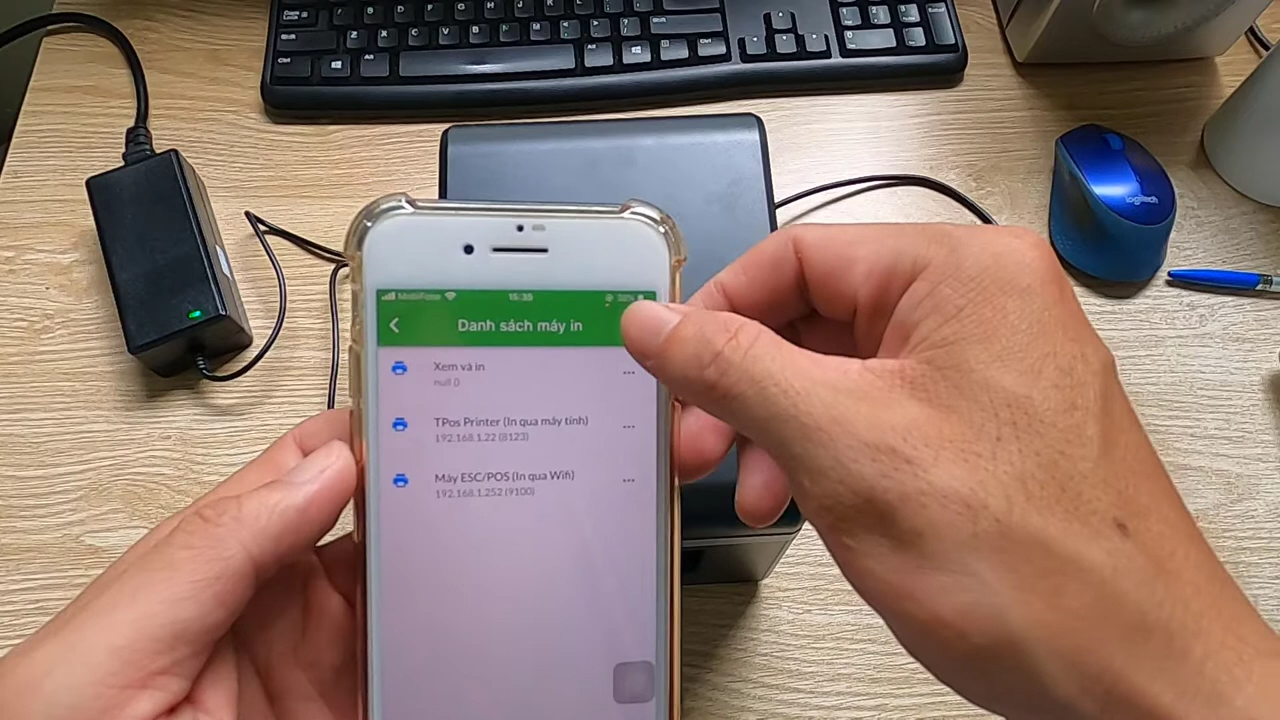 MobiFone
15:35
Danh sách máy in
Xem và in
null ()
TPos Printer (In qua máy tính)
192.168.1.22 (8123)
Máy ESC/POS (In qua Wifi)
192.168.1.252 (9100)
Logitech